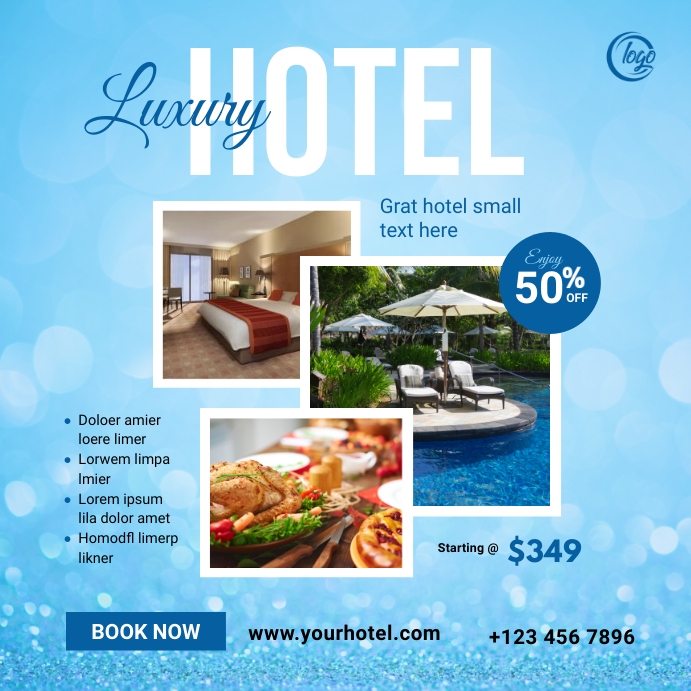 Luxury
HOTEL
logo
Grat hotel small
text here
Enjoy
50%
OFF
Doloer amier
loere limer
Lorwem limpa
lmier
Lorem ipsum
lila dolor amet
Homodfl limerp
likner
Starting @ $349
BOOK NOW
www.yourhotel.com
+123 456 7896